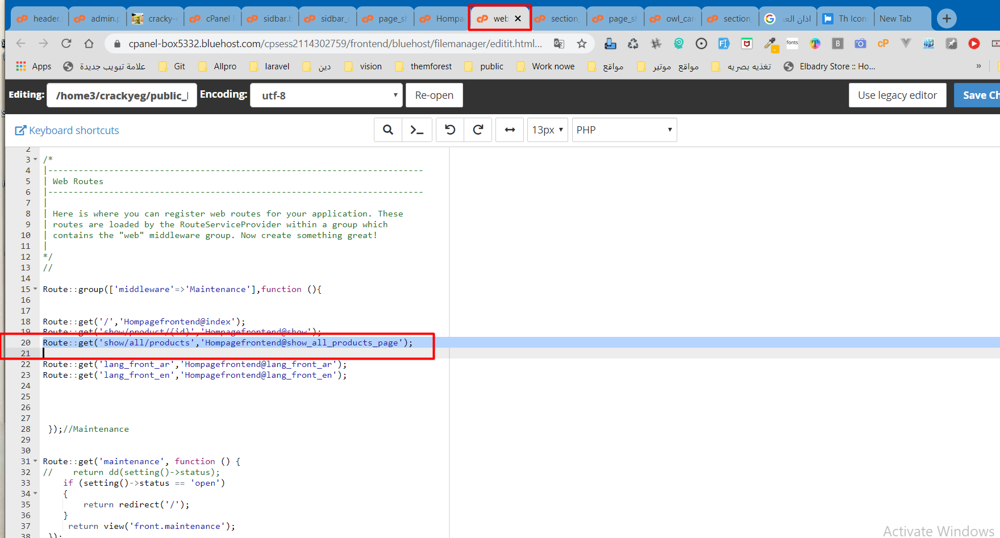 header. admin.p cracky-e cPanel F sidbar.b sidbar_c page_sh Hompa web section_ page_sh owl_car section_ اذان العـ Th Icon New Tab
cpanel-box5332.bluehost.com/cpsess2114302759/frontend/bluehost/filemanager/editit.html...
fonts
Apps علامة تبويب جديدة Git Allpro laravel دين vision themforest public Work nowe مواقع مواقع موتير تغذيه بصريه Elbadry Store :: Ho... »
Editing: /home3/crackyeg/public_l Encoding: utf-8 Re-open Use legacy editor Save Ch
Keyboard shortcuts 13px PHP
2
3 /*
4 |--------------------------------------------------------------------------
5 | Web Routes
6 |--------------------------------------------------------------------------
7 |
8 | Here is where you can register web routes for your application. These
9 | routes are loaded by the RouteServiceProvider within a group which
10 | contains the "web" middleware group. Now create something great!
11 |
12 */
13 //
14
15 Route::group(['middleware'=>'Maintenance'],function (){
16
17
18 Route::get('/','Hompagefrontend@index');
19 Route::get('show/product/{id}','Hompagefrontend@show');
20 Route::get('show/all/products','Hompagefrontend@show_all_products_page');
21
22 Route::get('lang_front_ar','Hompagefrontend@lang_front_ar');
23 Route::get('lang_front_en','Hompagefrontend@lang_front_en');
24
25
26
27
28 });//Maintenance
29
30
31 Route::get('maintenance', function () {
32 // return dd(setting()->status);
33 if (setting()->status == 'open')
34 {
35 return redirect('/');
36 }
37 return view('front.maintenance');
38 });
Activate Windows